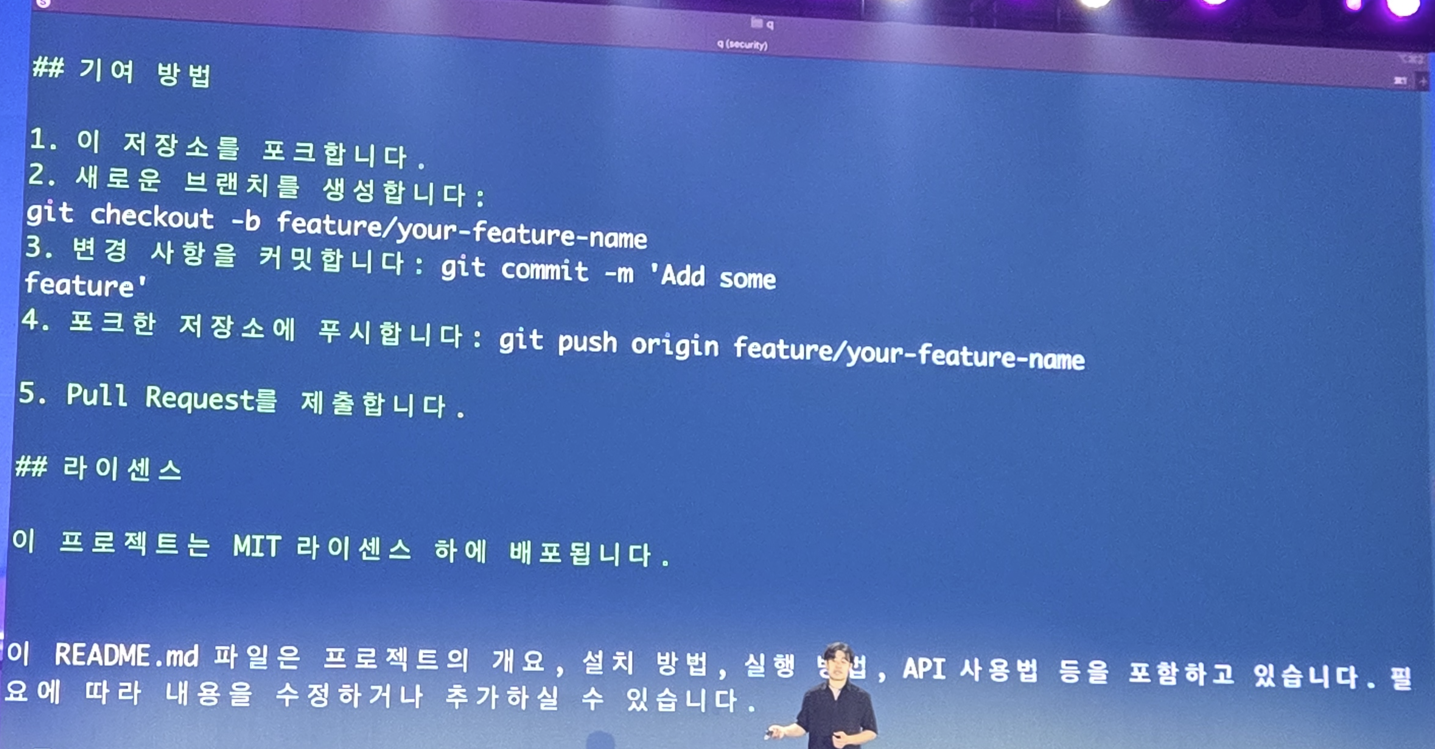 q
q (security)
## 기여 방법
1. 이 저장소를 포크합니다.
2. 새로운 브랜치를 생성합니다:
git checkout -b feature/your-feature-name
3. 변경 사항을 커밋합니다: git commit -m 'Add some
feature'
4. 포크한 저장소에 푸시합니다: git push origin feature/your-feature-name
5. Pull Request를 제출합니다.
## 라이센스
이 프로젝트는 MIT 라이센스 하에 배포됩니다.
이 README.md 파일은 프로젝트의 개요, 설치 방법, 실행 , API 사용법 등을 포함하고 있습니다. 필
요에 따라 내용을 수정하거나 추가하실 수 있습니다.